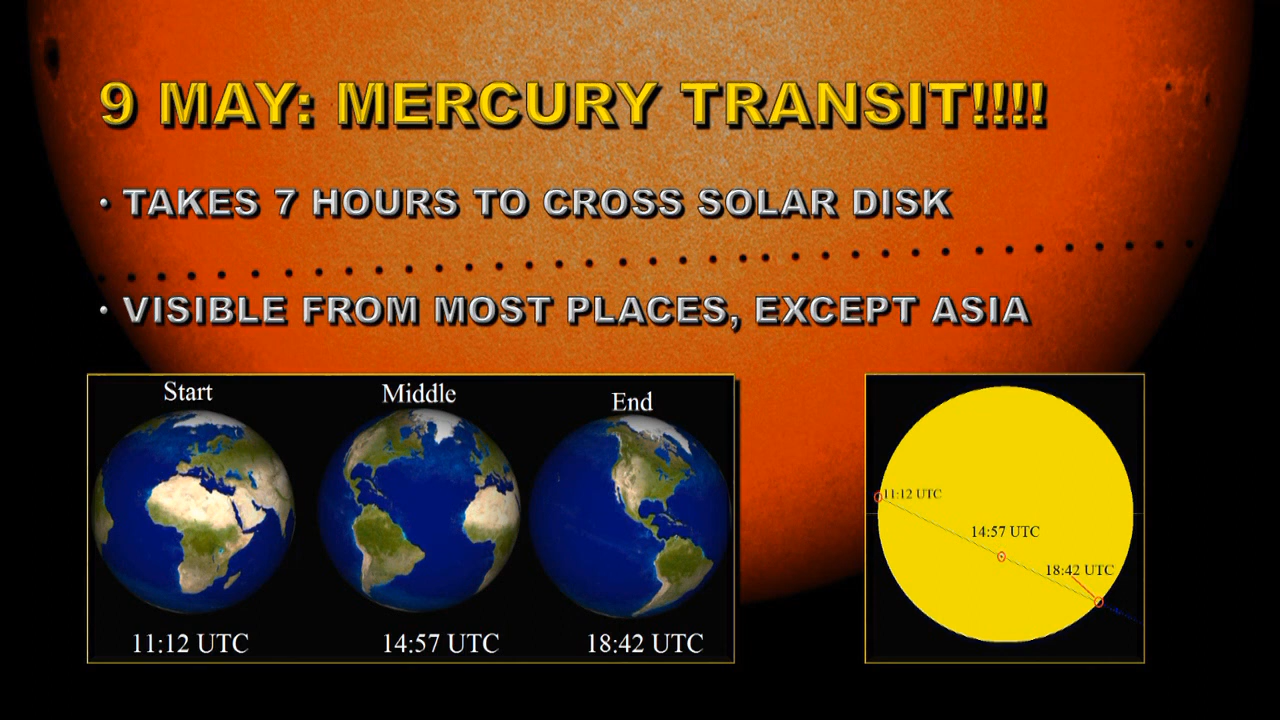 9 MAY: MERCURY TRANSIT!!!!
• TAKES 7 HOURS TO CROSS SOLAR DISK
• VISIBLE FROM MOST PLACES, EXCEPT ASIA
Start Middle End
11:12 UTC 14:57 UTC 18:42 UTC
11:12 UTC
14:57 UTC
18:42 UTC